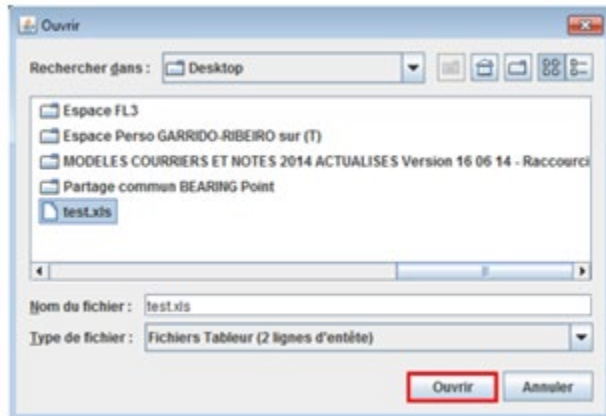 Ouvrir
Rechercher dans : Desktop
Espace FL3
Espace Perso GARRIDO-RIBEIRO sur (T)
MODELES COURRIERS ET NOTES 2014 ACTUALISES Version 16 06 14 - Raccourci
Partage commun BEARING Point
test.xls
Nom du fichier : test.xls
Type de fichier : Fichiers Tableur (2 lignes d'entête)
Ouvrir Annuler